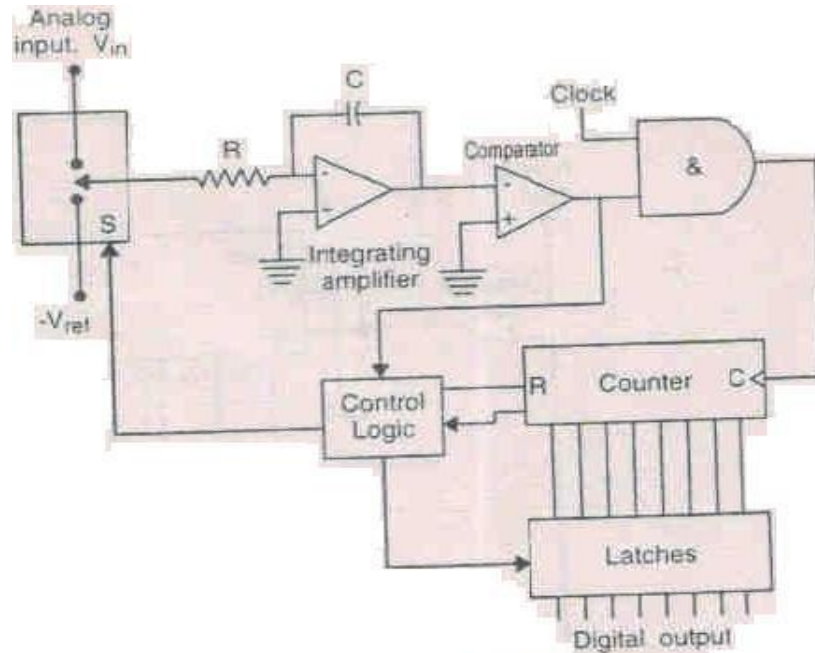 Analog
input. Vin
C
Clock
R
Comparator
-
-
&
-
+
S
Integrating
amplifier
-Vref
R Counter C
Control
Logic
Latches
Digital output